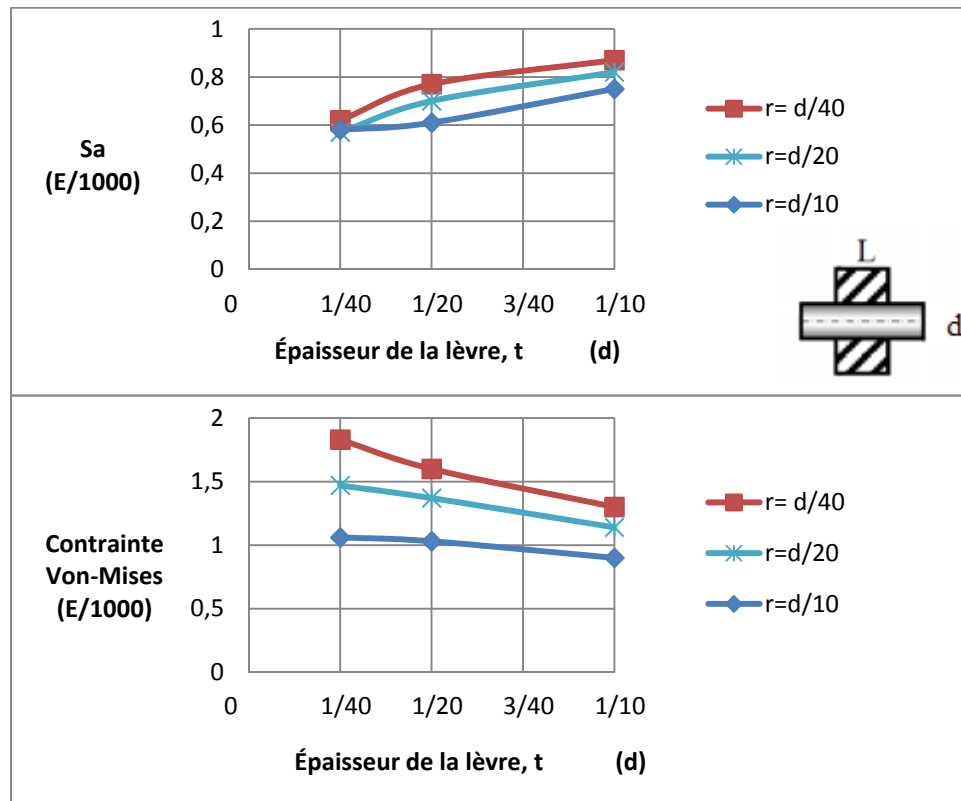 1
0,8
0,6
0,4
0,2
0
Sa
(E/1000)
0 1/40 1/20 3/40 1/10
Épaisseur de la lèvre, t (d)
r= d/40
r=d/20
r=d/10
L
d
2
1,5
1
0,5
0
Contrainte
Von-Mises
(E/1000)
0 1/40 1/20 3/40 1/10
Épaisseur de la lèvre, t (d)
r= d/40
r=d/20
r=d/10